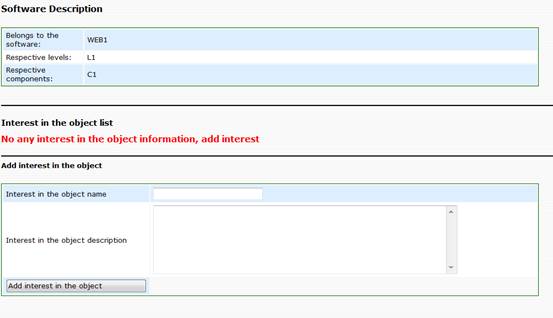 Software Description
Belongs to the software: WEB1
Respective levels: L1
Respective components: C1
Interest in the object list
No any interest in the object information, add interest
Add interest in the object
Interest in the object name
Interest in the object description
Add interest in the object